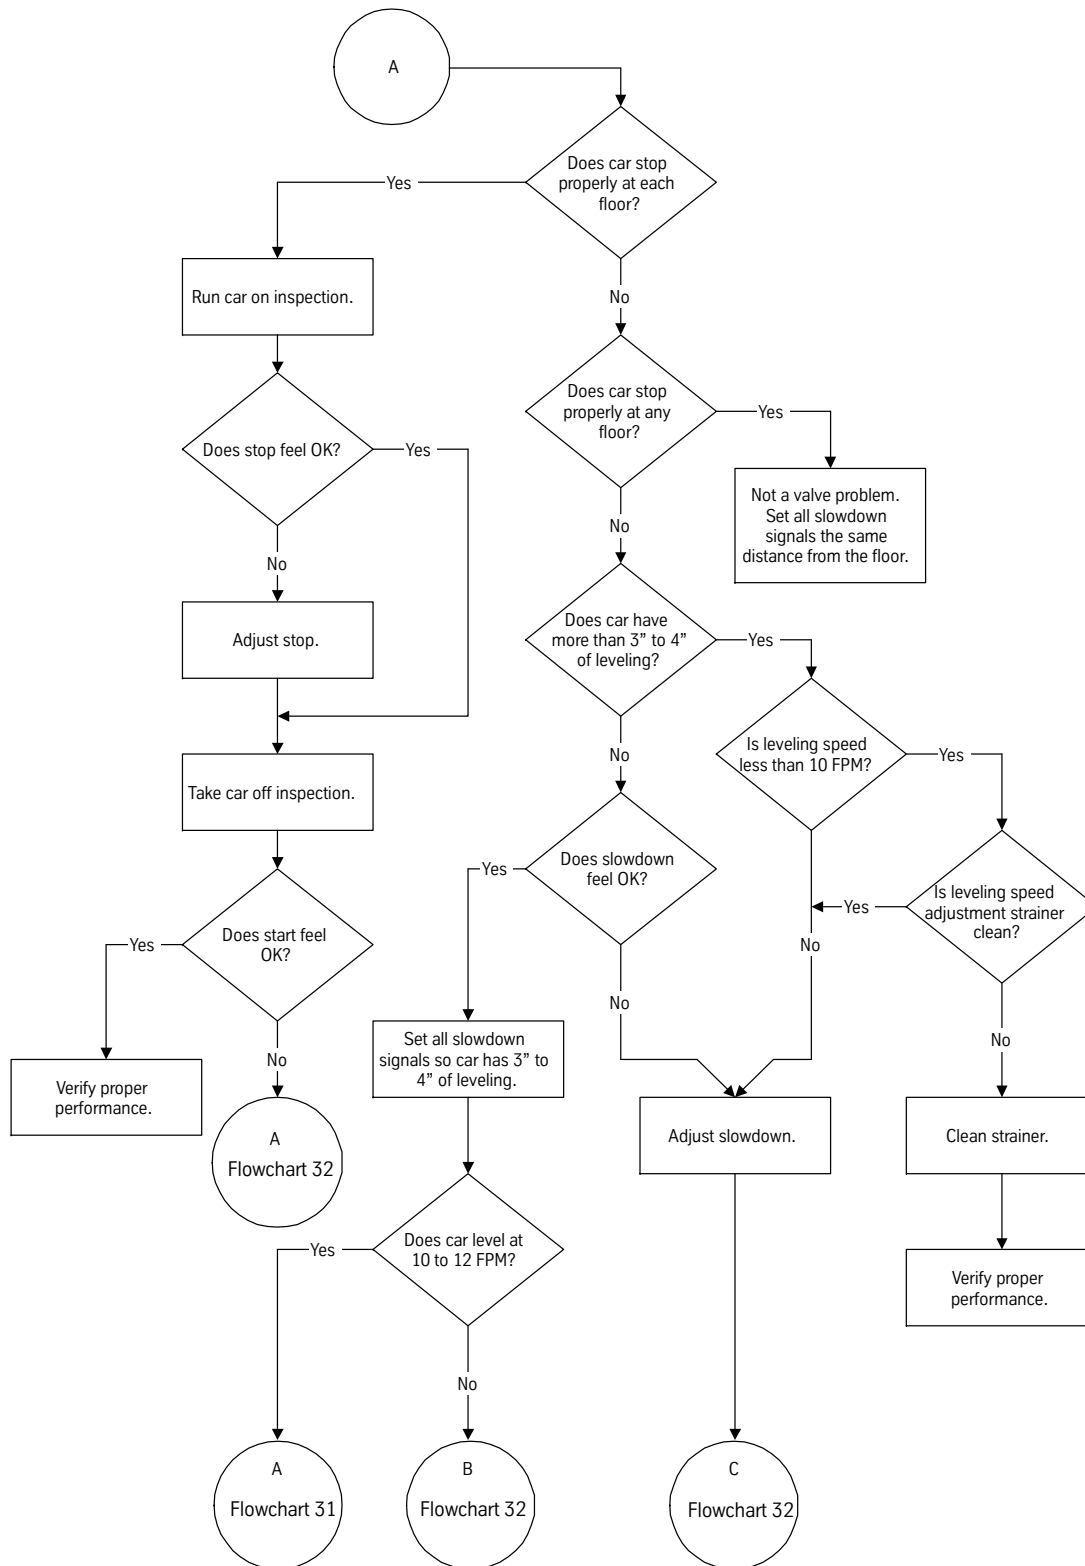 A
Does car stop
properly at each
floor?
Yes
No
Run car on inspection.
Does car stop
properly at any
floor?
Yes
No
Does stop feel OK?
Yes
No
Not a valve problem.
Set all slowdown
signals the same
distance from the floor.
Adjust stop.
Does car have
more than 3” to 4”
of leveling?
Yes
No
Is leveling speed
less than 10 FPM?
Yes
No
Take car off inspection.
Does slowdown
feel OK?
Yes
No
Is leveling speed
adjustment strainer
clean?
Yes
No
Does start feel
OK?
Yes
No
Verify proper
performance.
A
Flowchart 32
Set all slowdown
signals so car has 3” to
4” of leveling.
Adjust slowdown.
Clean strainer.
Does car level at
10 to 12 FPM?
Yes
No
Verify proper
performance.
A
Flowchart 31
B
Flowchart 32
C
Flowchart 32